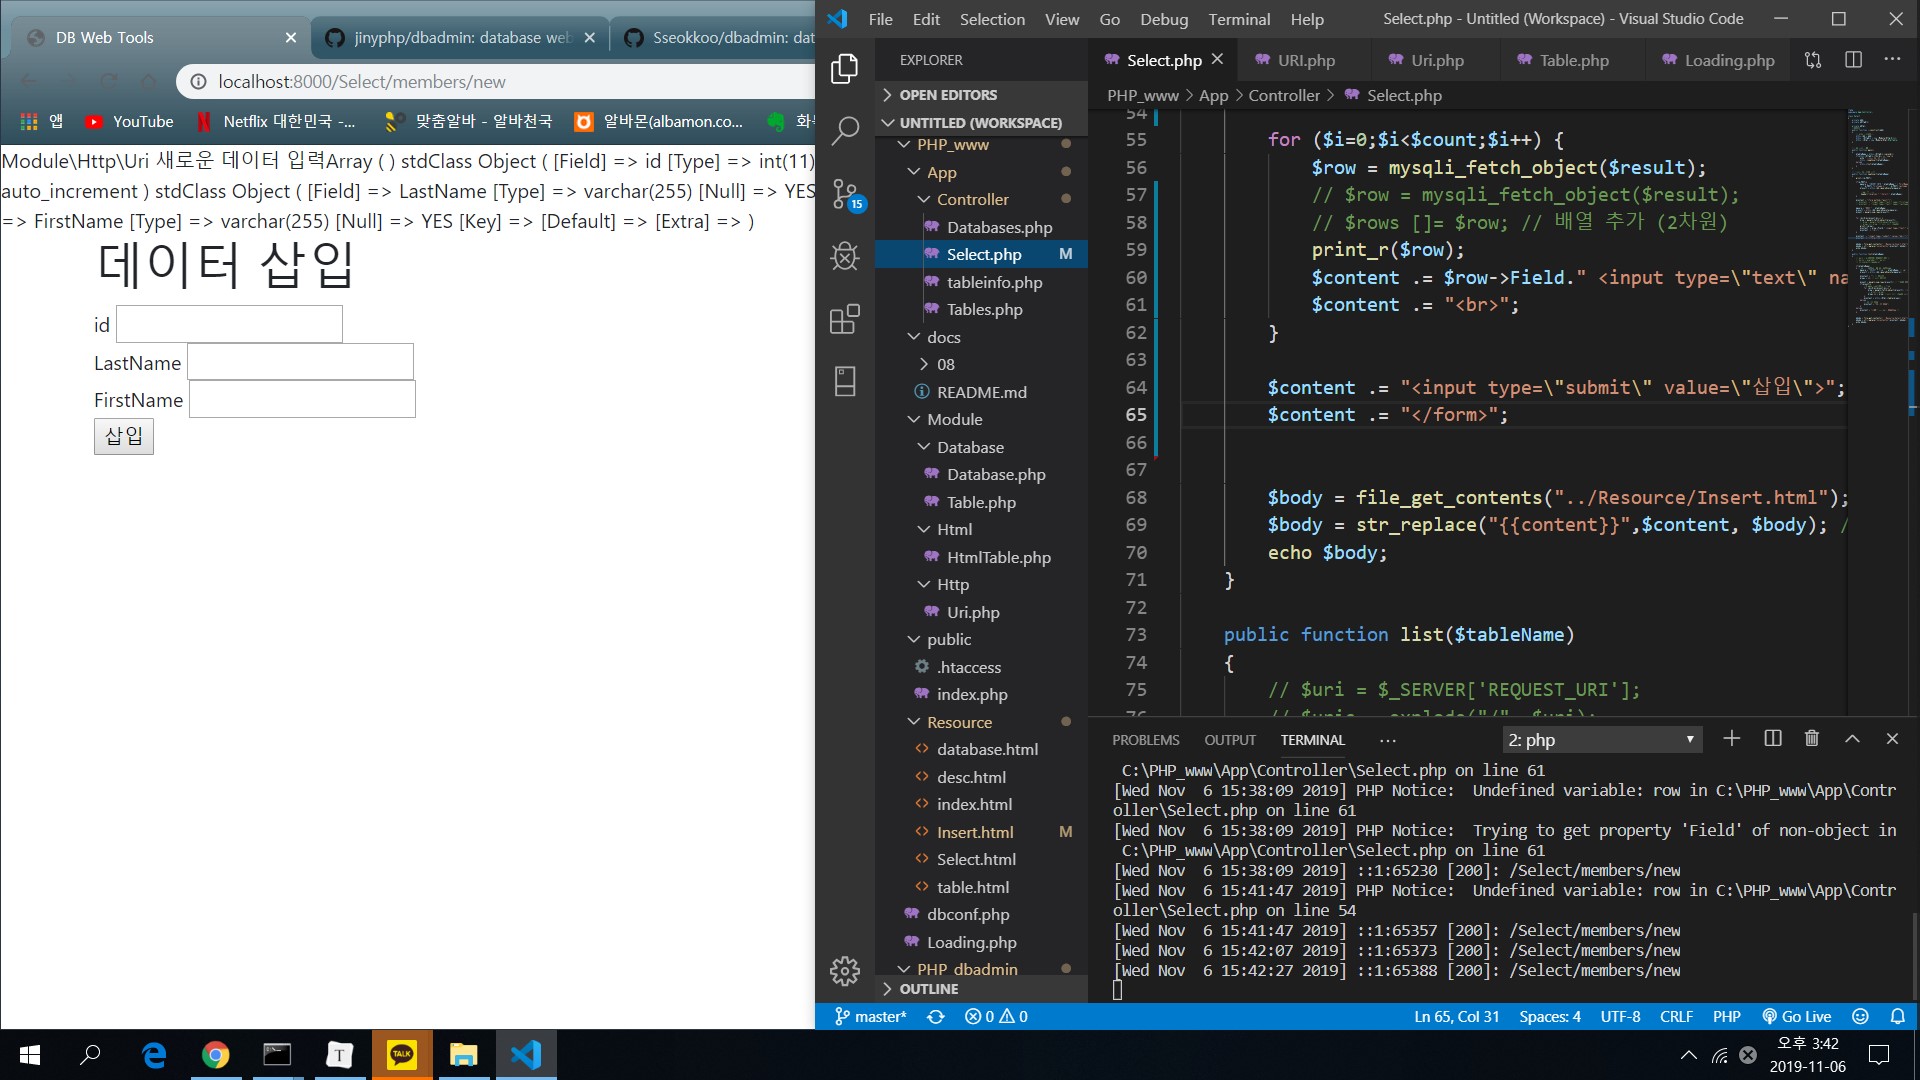 DB Web Tools
jinyphp/dbadmin: database web
Sseokkoo/dbadmin: dat
localhost:8000/Select/members/new
앱
YouTube
Netflix 대한민국 -...
맞춤알바 - 알바천국
알바몬(albamon.co...
Module\Http\Uri 새로운 데이터 입력Array ( ) stdClass Object ( [Field] => id [Type] => int(11)
auto_increment ) stdClass Object ( [Field] => LastName [Type] => varchar(255) [Null] => YES
=> FirstName [Type] => varchar(255) [Null] => YES [Key] => [Default] => [Extra] => )
데이터 삽입
id
LastName
FirstName
삽입
File Edit Selection View Go Debug Terminal Help
Select.php - Untitled (Workspace) - Visual Studio Code
EXPLORER
OPEN EDITORS
UNTITLED (WORKSPACE)
PHP_www
App
Controller
Databases.php
Select.php M
tableinfo.php
Tables.php
docs
08
README.md
Module
Database
Database.php
Table.php
Html
HtmlTable.php
Http
Uri.php
public
.htaccess
index.php
Resource
database.html
desc.html
index.html
Insert.html M
Select.html
table.html
dbconf.php
Loading.php
PHP_dbadmin
OUTLINE
15
Select.php
URI.php
Uri.php
Table.php
Loading.php
PHP_www > App > Controller > Select.php
54
55 for ($i=0;$i<$count;$i++) {
56 $row = mysqli_fetch_object($result);
57 // $row = mysqli_fetch_object($result);
58 // $rows []= $row; // 배열 추가 (2차원)
59 print_r($row);
60 $content .= $row->Field." <input type=\"text\" na
61 $content .= "<br>";
62 }
63
64 $content .= "<input type=\"submit\" value=\"삽입\">";
65 $content .= "</form>";
66
67
68 $body = file_get_contents("../Resource/Insert.html");
69 $body = str_replace("{{content}}",$content, $body); /
70 echo $body;
71 }
72
73 public function list($tableName)
74 {
75 // $uri = $_SERVER['REQUEST_URI'];
PROBLEMS OUTPUT TERMINAL ...
2: php
C:\PHP_www\App\Controller\Select.php on line 61
[Wed Nov  6 15:38:09 2019] PHP Notice:  Undefined variable: row in C:\PHP_www\App\Contr
oller\Select.php on line 61
[Wed Nov  6 15:38:09 2019] PHP Notice:  Trying to get property 'Field' of non-object in
C:\PHP_www\App\Controller\Select.php on line 61
[Wed Nov  6 15:38:09 2019] ::1:65230 [200]: /Select/members/new
[Wed Nov  6 15:41:47 2019] PHP Notice:  Undefined variable: row in C:\PHP_www\App\Contr
oller\Select.php on line 54
[Wed Nov  6 15:41:47 2019] ::1:65357 [200]: /Select/members/new
[Wed Nov  6 15:42:07 2019] ::1:65373 [200]: /Select/members/new
[Wed Nov  6 15:42:27 2019] ::1:65388 [200]: /Select/members/new
master*
0 0
Ln 65, Col 31
Spaces: 4
UTF-8
CRLF
PHP
Go Live
TALK
T
오후 3:42
2019-11-06